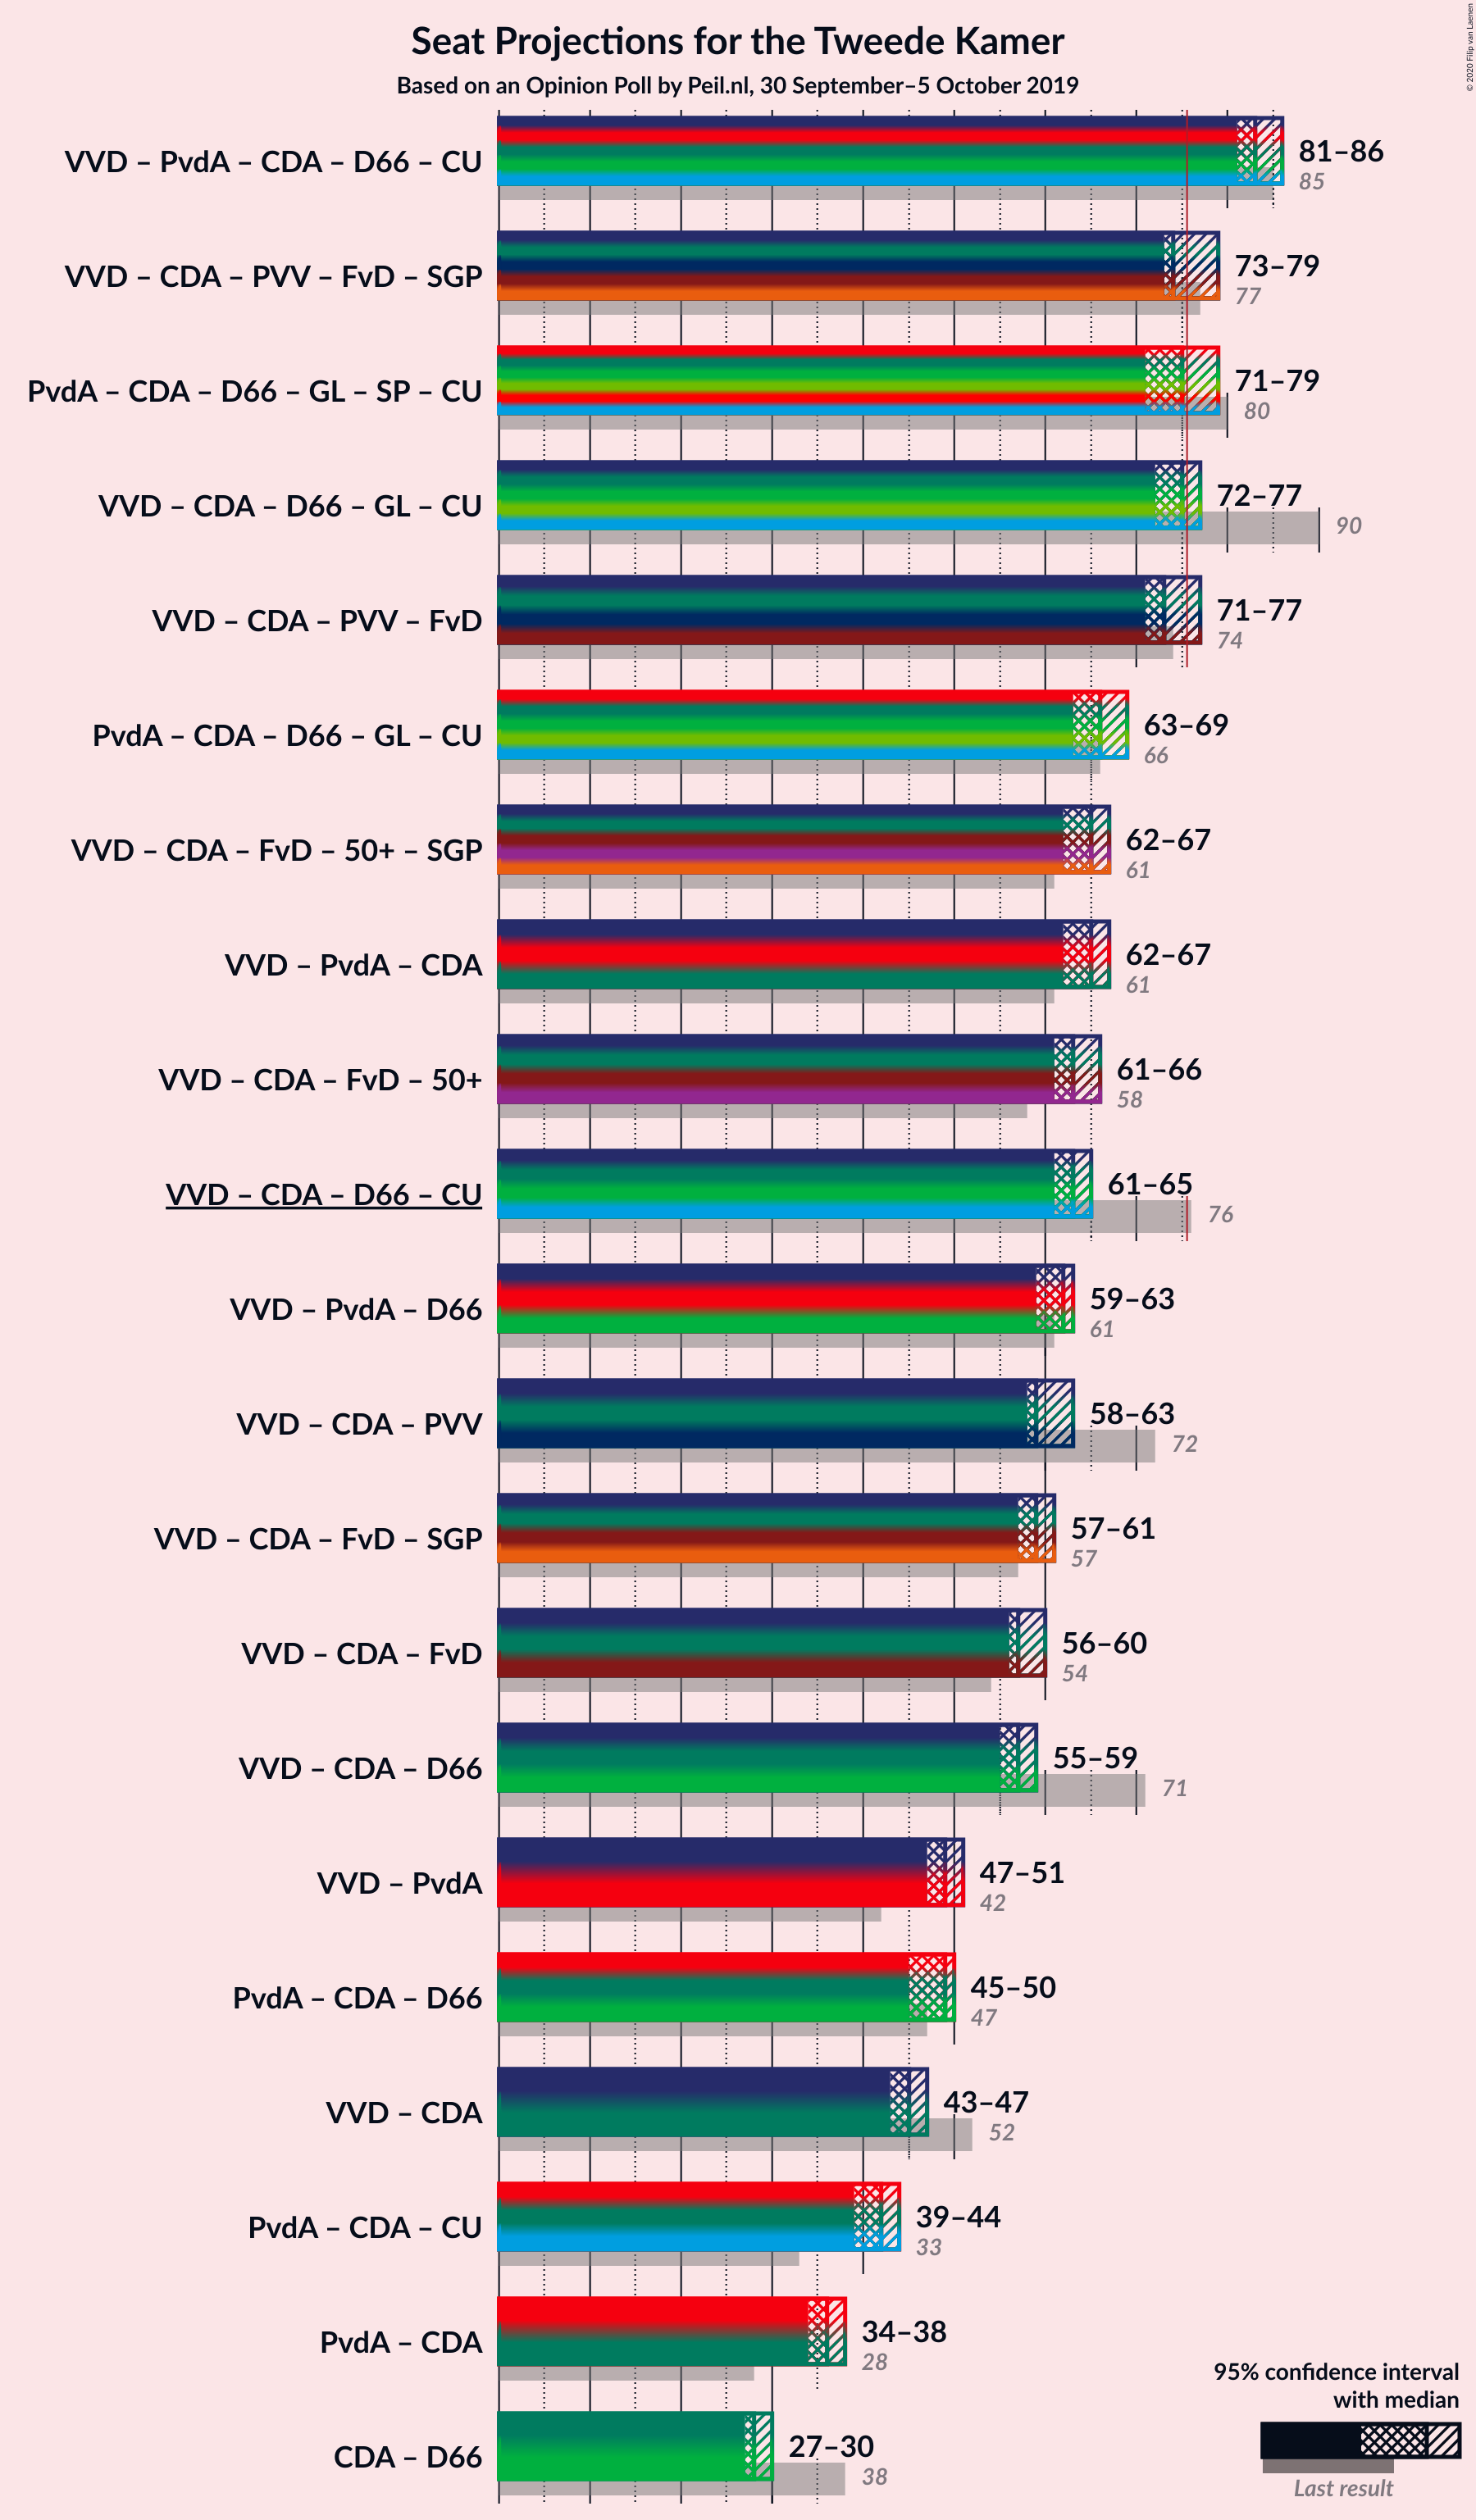 Seat Projections for the Tweede Kamer
Based on an Opinion Poll by Peil.nl, 30 September–5 October 2019
© 2020 Filip van Laenen
VVD – PvdA – CDA – D66 – CU
81–86
85
VVD – CDA – PVV – FvD – SGP
73–79
77
PvdA – CDA – D66 – GL – SP – CU
71–79
80
VVD – CDA – D66 – GL – CU
72–77
90
VVD – CDA – PVV – FvD
71–77
74
PvdA – CDA – D66 – GL – CU
63–69
66
VVD – CDA – FvD – 50+ – SGP
62–67
61
VVD – PvdA – CDA
62–67
61
VVD – CDA – FvD – 50+
61–66
58
VVD – CDA – D66 – CU
61–65
76
VVD – PvdA – D66
59–63
61
VVD – CDA – PVV
58–63
72
VVD – CDA – FvD – SGP
57–61
57
VVD – CDA – FvD
56–60
54
VVD – CDA – D66
55–59
71
VVD – PvdA
47–51
42
PvdA – CDA – D66
45–50
47
VVD – CDA
43–47
52
PvdA – CDA – CU
39–44
33
PvdA – CDA
34–38
28
CDA – D66
27–30
38
95% confidence interval
with median
Last result